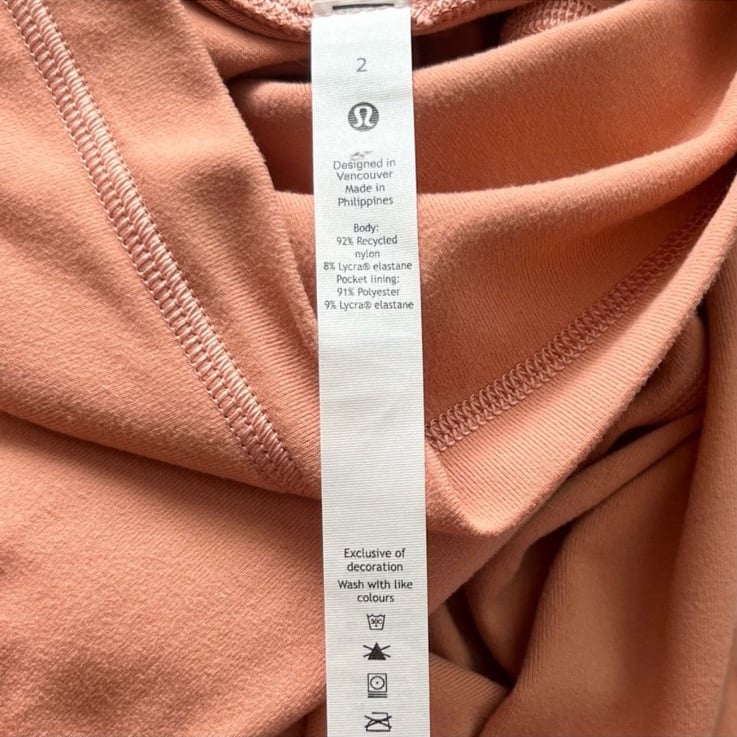 2
Designed in
Vancouver
Made in
Philippines
Body:
92% Recycled
nylon
8% Lycra® elastane
Pocket lining:
91% Polyester
9% Lycra® elastane
Exclusive of
decoration
Wash with like
colours
30C